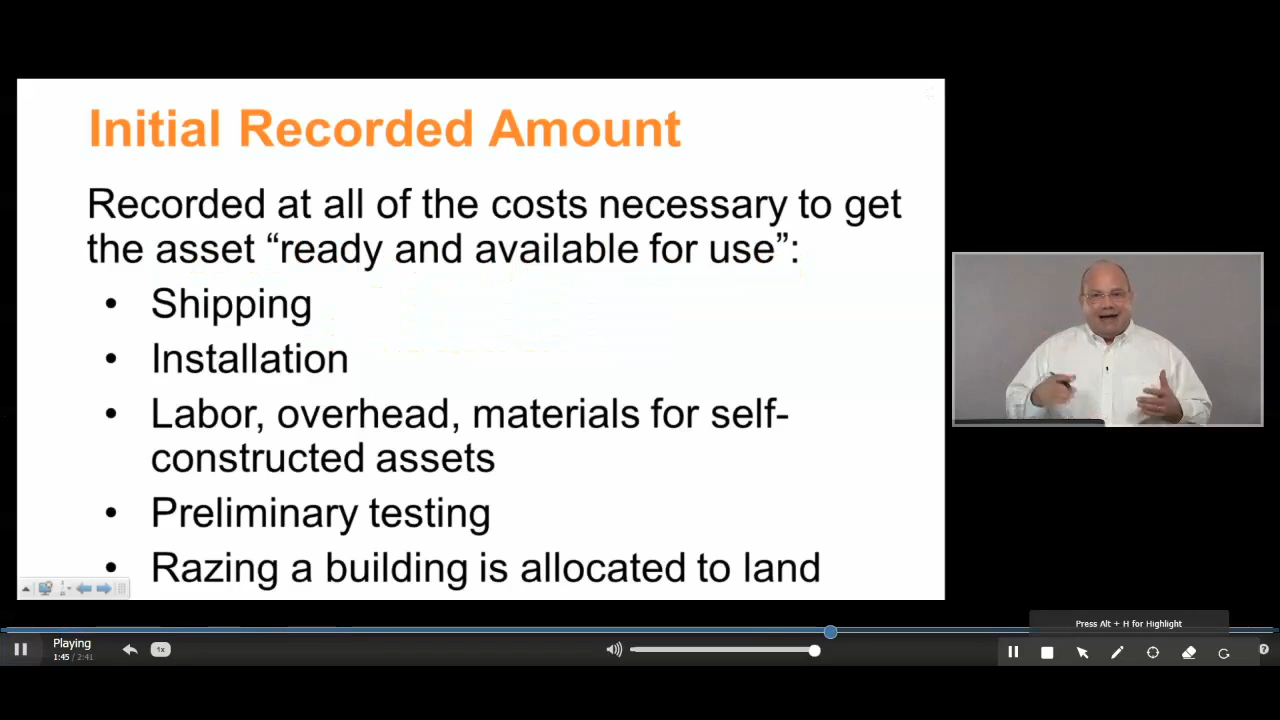 Initial Recorded Amount
Recorded at all of the costs necessary to get
the asset “ready and available for use”:
• Shipping
• Installation
• Labor, overhead, materials for self-
constructed assets
• Preliminary testing
• Razing a building is allocated to land
Press Alt + H for Highlight
Playing
1:45 / 2:41
1x